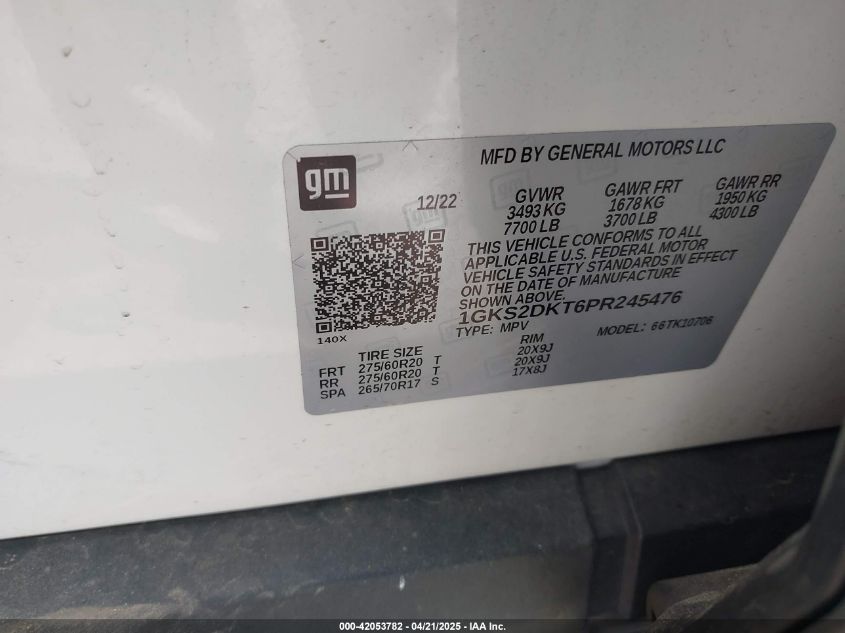 gm
MFD BY GENERAL MOTORS LLC
12/22
GVWR GAWR FRT GAWR RR
3493 KG 1678 KG 1950 KG
7700 LB 3700 LB 4300 LB
THIS VEHICLE CONFORMS TO ALL
APPLICABLE U.S. FEDERAL MOTOR
VEHICLE SAFETY STANDARDS IN EFFECT
ON THE DATE OF MANUFACTURE
SHOWN ABOVE.
1GKS2DKT6PR245476
TYPE: MPV MODEL: 66TK10706
140X
TIRE SIZE RIM
FRT 275/60R20 T 20X9J
RR 275/60R20 T 20X9J
SPA 265/70R17 S 17X8J
000-42053782 - 04/21/2025 - IAA Inc.